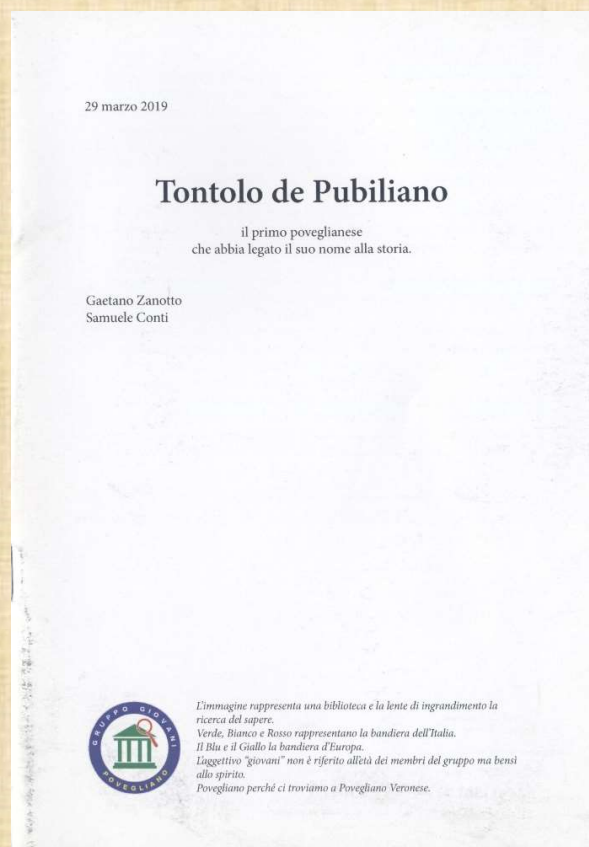 29 marzo 2019
Tontolo de Pubiliano
il primo poveglianese
che abbia legato il suo nome alla storia.
Gaetano Zanotto
Samuele Conti
GRUPPO GIOVANI
POVEGLIANO
L'immagine rappresenta una biblioteca e la lente di ingrandimento la
ricerca del sapere.
Verde, Bianco e Rosso rappresentano la bandiera dell'Italia.
Il Blu e il Giallo la bandiera d'Europa.
L'aggettivo "giovani" non è riferito all'età dei membri del gruppo ma bensì
allo spirito.
Povegliano perché ci troviamo a Povegliano Veronese.